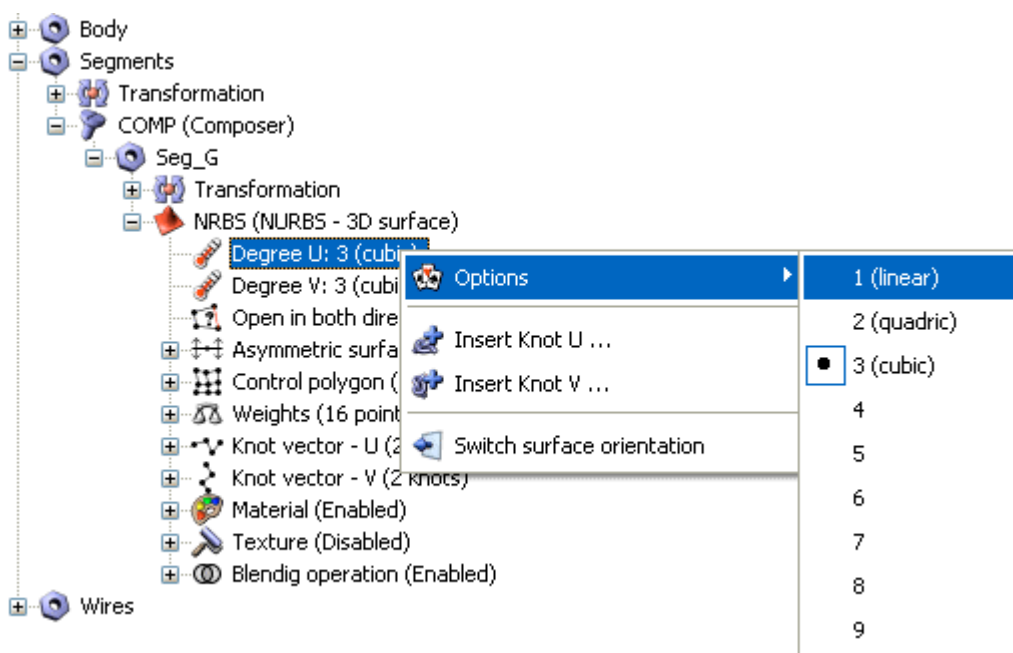 Body
Segments
Transformation
COMP (Composer)
Seg_G
Transformation
NRBS (NURBS - 3D surface)
Degree U: 3 (cubic)
Degree V: 3 (cubi
Open in both dire
Asymmetric surfa
Control polygon (
Weights (16 point
Knot vector - U (2
Knot vector - V (2 knots)
Material (Enabled)
Texture (Disabled)
Blendig operation (Enabled)
Wires
Options
Insert Knot U ...
Insert Knot V ...
Switch surface orientation
1 (linear)
2 (quadric)
3 (cubic)
4
5
6
7
8
9